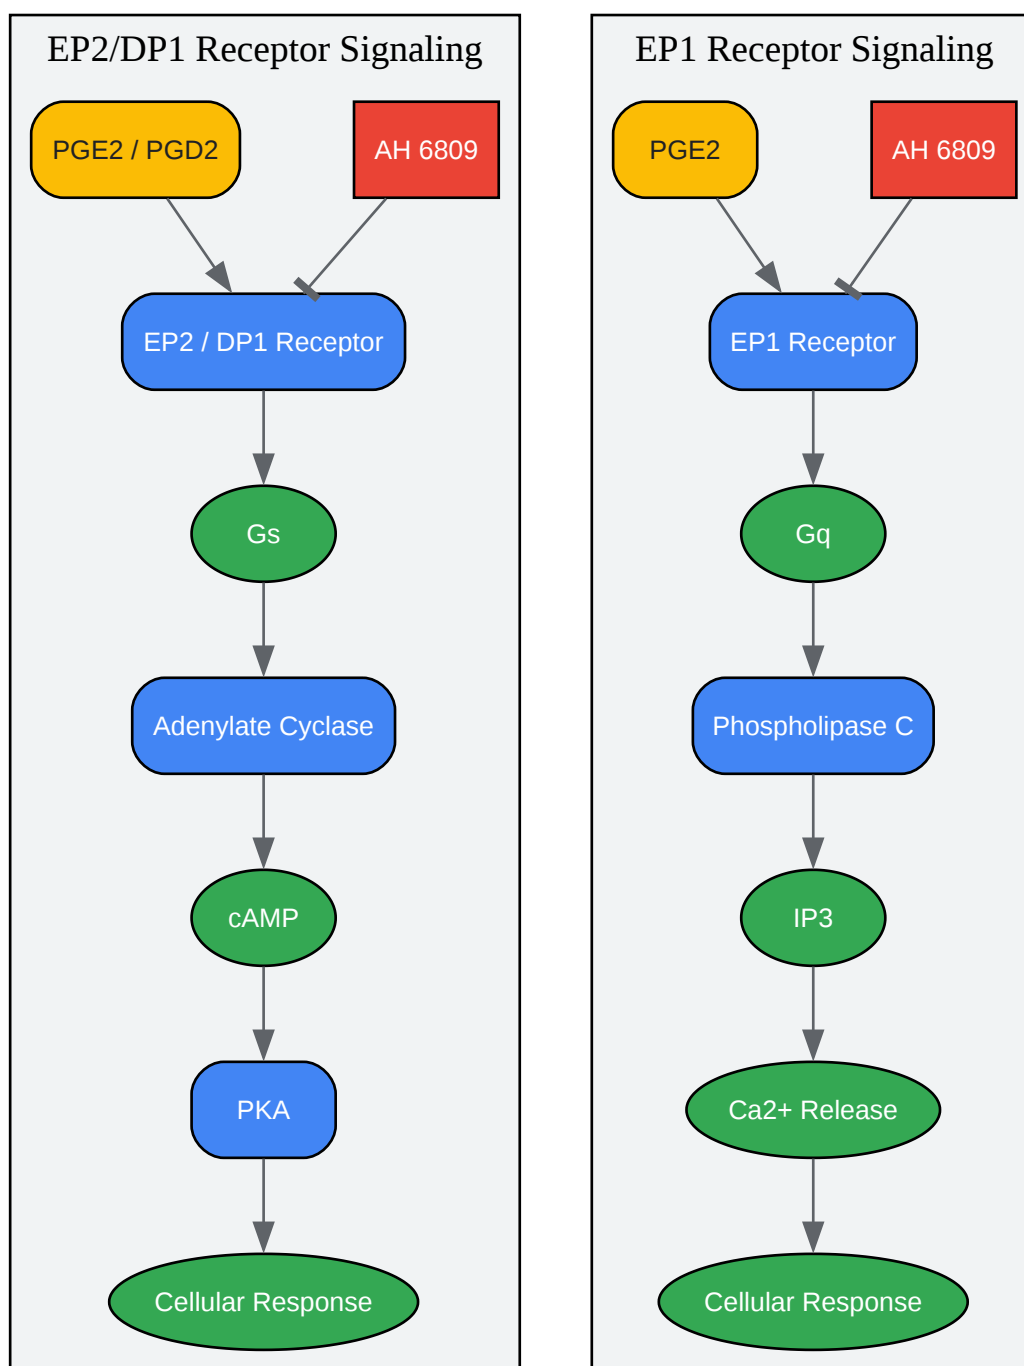 EP2/DP1 Receptor Signaling
PGE2 / PGD2
AH 6809
EP2 / DP1 Receptor
Gs
Adenylate Cyclase
cAMP
PKA
Cellular Response
EP1 Receptor Signaling
PGE2
AH 6809
EP1 Receptor
Gq
Phospholipase C
IP3
Ca2+ Release
Cellular Response